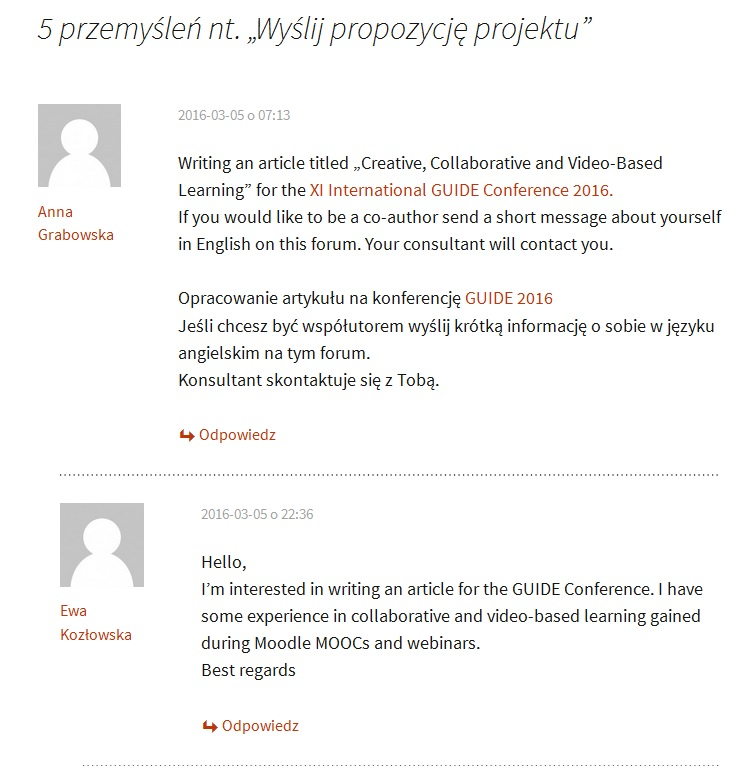 5 przemyśleń nt. „Wyślij propozycję projektu”
2016-03-05 o 07:13
Anna
Grabowska
Writing an article titled „Creative, Collaborative and Video-Based
Learning” for the XI International GUIDE Conference 2016.
If you would like to be a co-author send a short message about yourself
in English on this forum. Your consultant will contact you.
Opracowanie artykułu na konferencję GUIDE 2016
Jeśli chcesz być współutorem wyślij krótką informację o sobie w języku
angielskim na tym forum.
Konsultant skontaktuje się z Tobą.
Odpowiedz
2016-03-05 o 22:36
Ewa
Kozłowska
Hello,
I’m interested in writing an article for the GUIDE Conference. I have
some experience in collaborative and video-based learning gained
during Moodle MOOCs and webinars.
Best regards
Odpowiedz